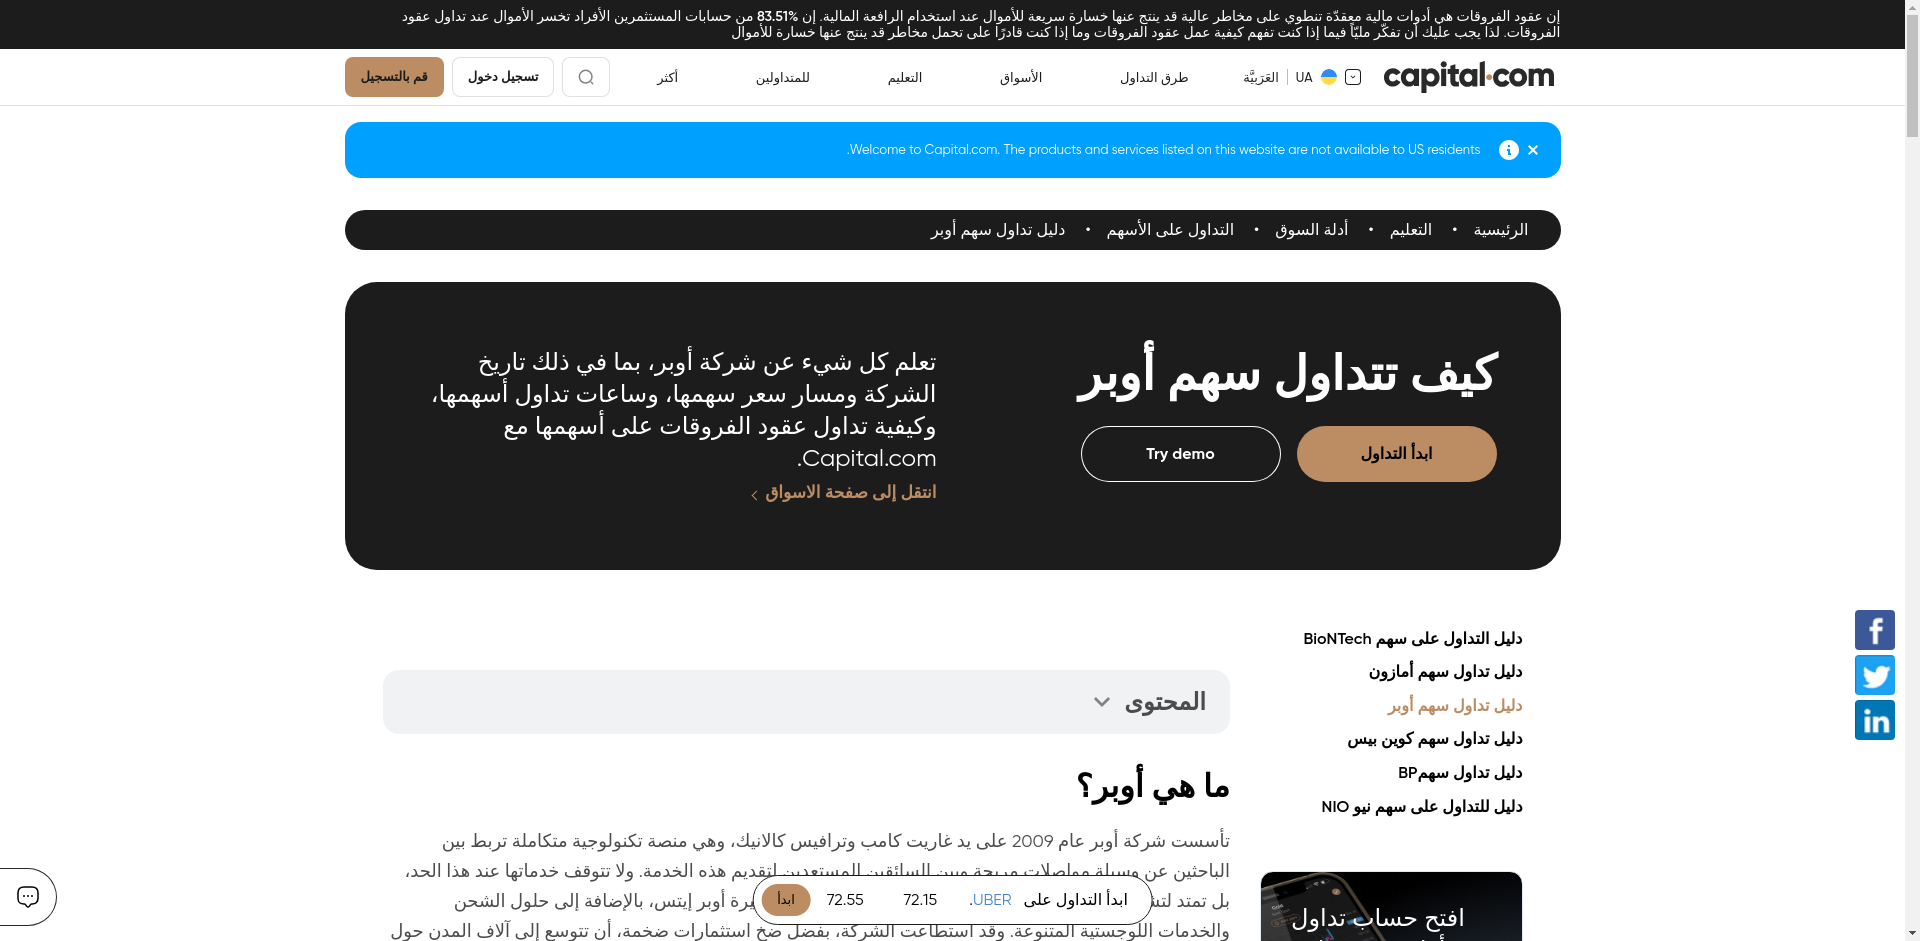 إن عقود الفروقات هي أدوات مالية معقدّة تنطوي على مخاطر عالية قد ينتج عنها خسارة سريعة للأموال عند استخدام الرافعة المالية. إن 83.51% من حسابات المستثمرين الأفراد تخسر الأموال عند تداول عقود
الفروقات. لذا يجب عليك أن تفكّر مليّاً فيما إذا كنت تفهم كيفية عمل عقود الفروقات وما إذا كنت قادرًا على تحمل مخاطر قد ينتج عنها خسارة للأموال
capital.com
UA العَرَبِيَّة
طرق التداول
الأسواق
التعليم
للمتداولين
أكثر
تسجيل دخول
قم بالتسجيل
Welcome to Capital.com. The products and services listed on this website are not available to US residents.
الرئيسية • التعليم • أدلة السوق • التداول على الأسهم • دليل تداول سهم أوبر
كيف تتداول سهم أوبر
ابدأ التداول
Try demo
تعلم كل شيء عن شركة أوبر، بما في ذلك تاريخ
الشركة ومسار سعر سهمها، وساعات تداول أسهمها،
وكيفية تداول عقود الفروقات على أسهمها مع
Capital.com.
انتقل إلى صفحة الاسواق
دليل التداول على سهم BioNTech
دليل تداول سهم أمازون
دليل تداول سهم أوبر
دليل تداول سهم كوين بيس
دليل تداول سهمBP
دليل للتداول على سهم نيو NIO
افتح حساب تداول
المحتوى
ما هي أوبر؟
تأسست شركة أوبر عام 2009 على يد غاريت كامب وترافيس كالانيك، وهي منصة تكنولوجية متكاملة تربط بين
الباحثين عن وسيلة مواصلات مريحة وبين السائقين المستعدين لتقديم هذه الخدمة. ولا تتوقف خدماتها عند هذا الحد،
بل تمتد أوبر إيتس، بالإضافة إلى حلول الشحن
والخدمات اللوجستية المتنوعة. وقد استطاعت الشركة، بفضل ضخ استثمارات ضخمة، أن تتوسع إلى آلاف المدن حول
ابدأ التداول على UBER. 72.15 72.55 ابدأ